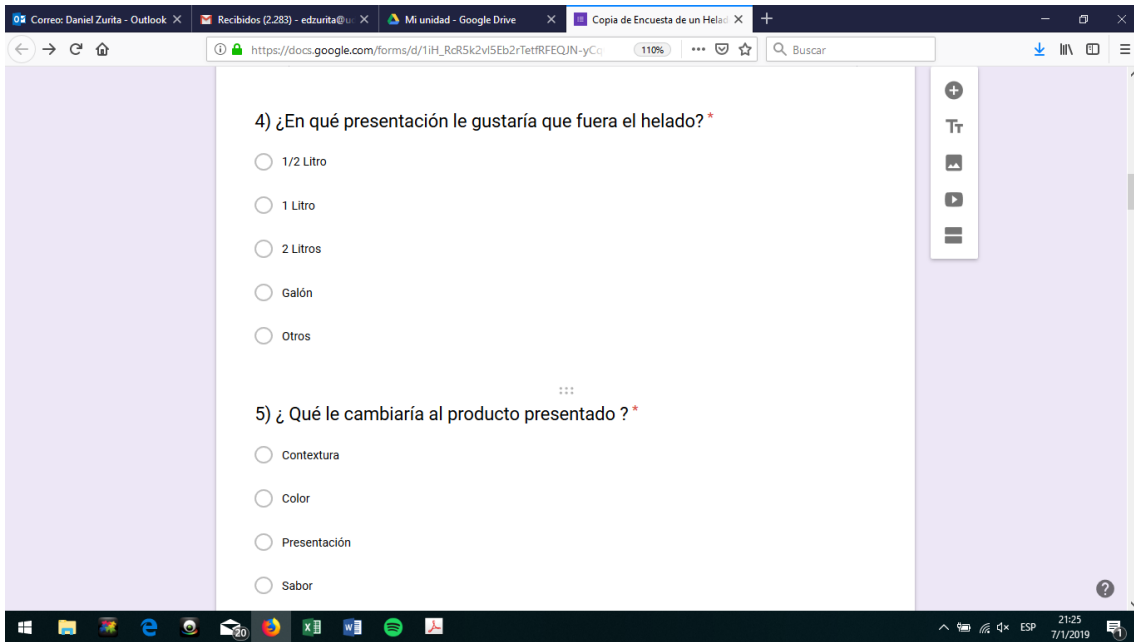 Correo: Daniel Zurita - Outlook
Recibidos (2.283) - edzurita@u
Mi unidad - Google Drive
Copia de Encuesta de un Helad
https://docs.google.com/forms/d/1iH_RcR5k2vl5Eb2rTetfRFEQJN-yCq
110%
Buscar
4) ¿En qué presentación le gustaría que fuera el helado? *
1/2 Litro
1 Litro
2 Litros
Galón
Otros
5) ¿ Qué le cambiaría al producto presentado ? *
Contextura
Color
Presentación
Sabor
20
ESP
21:25
7/1/2019
1